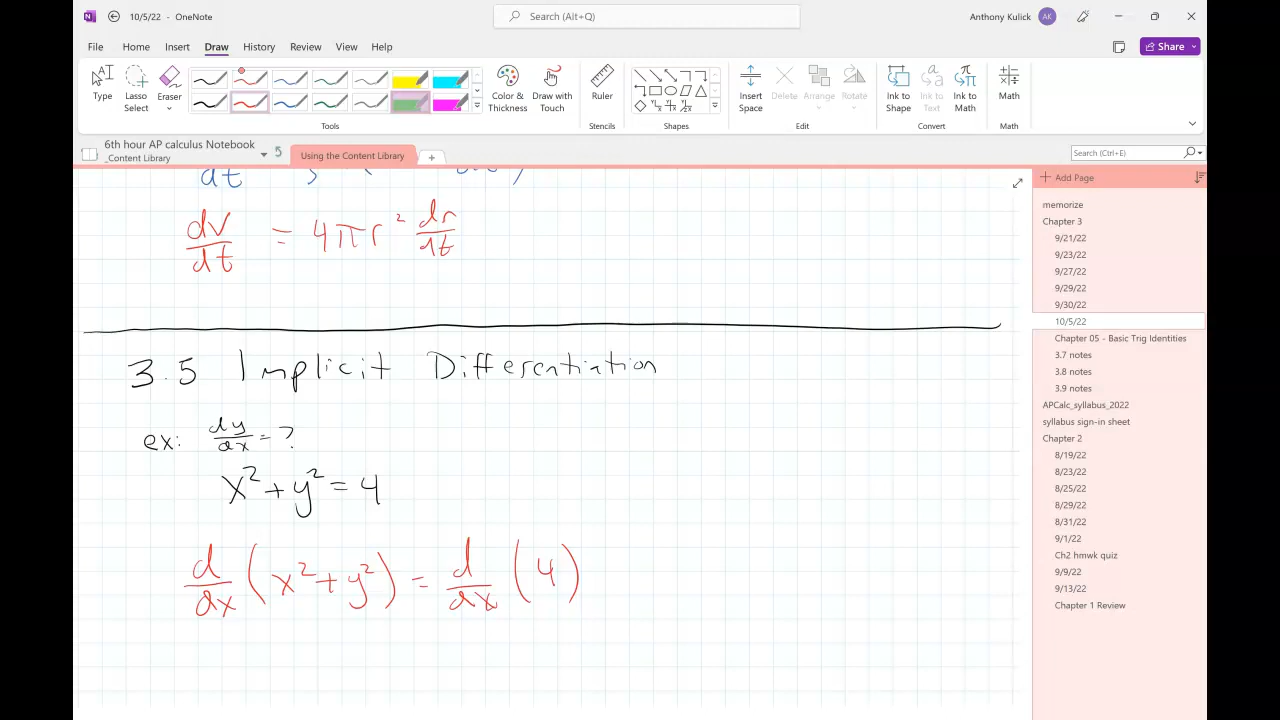 10/5/22 - OneNote
Search (Alt+Q)
Anthony Kulick
AK
File Home Insert Draw History Review View Help
Share
Type
Lasso Select
Eraser
Color & Thickness
Draw with Touch
Ruler
Insert Space
Delete
Arrange
Rotate
Ink to Shape
Ink to Text
Ink to Math
Math
Tools
Stencils
Shapes
Edit
Convert
Math
6th hour AP calculus Notebook
_Content Library
Using the Content Library
Search (Ctrl+E)
dt
dv/dt = 4πr² dr/dt
3.5 Implicit Differentiation
ex: dy/dx = ?
x² + y² = 4
d/dx (x² + y²) = d/dx (4)
Add Page
memorize
Chapter 3
9/21/22
9/23/22
9/27/22
9/29/22
9/30/22
10/5/22
Chapter 05 - Basic Trig Identities
3.7 notes
3.8 notes
3.9 notes
APCalc_syllabus_2022
syllabus sign-in sheet
Chapter 2
8/19/22
8/23/22
8/25/22
8/29/22
8/31/22
9/1/22
Ch2 hmwk quiz
9/9/22
9/13/22
Chapter 1 Review